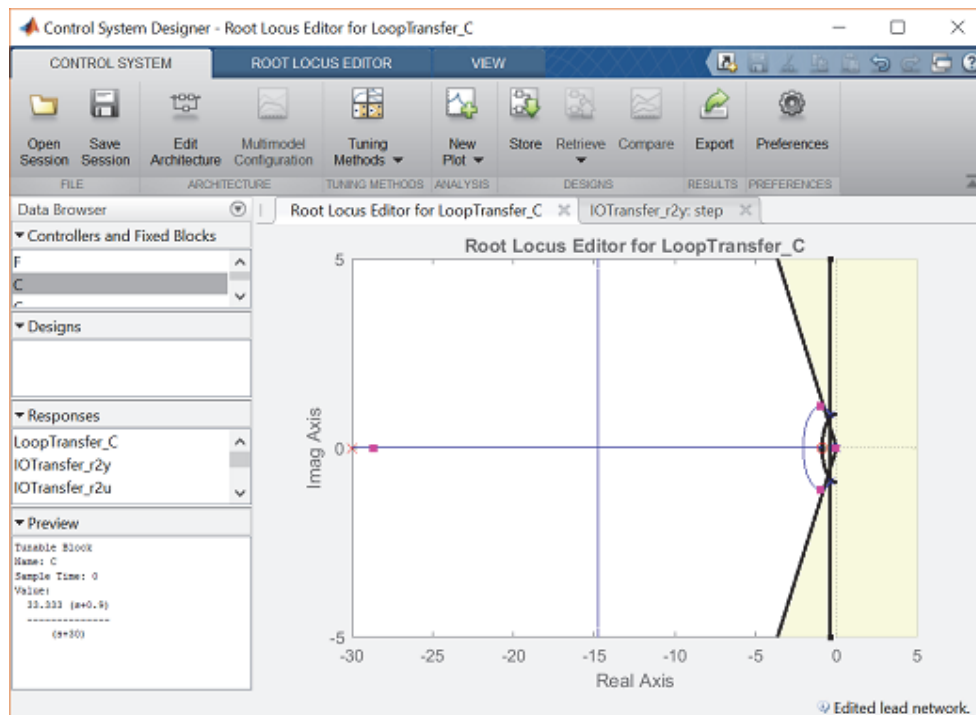 Control System Designer - Root Locus Editor for LoopTransfer_C
CONTROL SYSTEM ROOT LOCUS EDITOR VIEW
Open Session Save Session Edit Architecture Multimodel Configuration Tuning Methods New Plot Store Retrieve Compare Export Preferences
FILE ARCHITECTURE TUNING METHODS ANALYSIS DESIGNS RESULTS PREFERENCES
Data Browser
Root Locus Editor for LoopTransfer_C IOTransfer_r2y: step
Controllers and Fixed Blocks
F
C
Designs
Responses
LoopTransfer_C
IOTransfer_r2y
IOTransfer_r2u
Preview
Tunable Block
Name: C
Sample Time: 0
Value:
33.333 (s+0.9)
--------------
(s+30)
Root Locus Editor for LoopTransfer_C
5
0
-5
Imag Axis
-30 -25 -20 -15 -10 -5 0 5
Real Axis
Edited lead network.